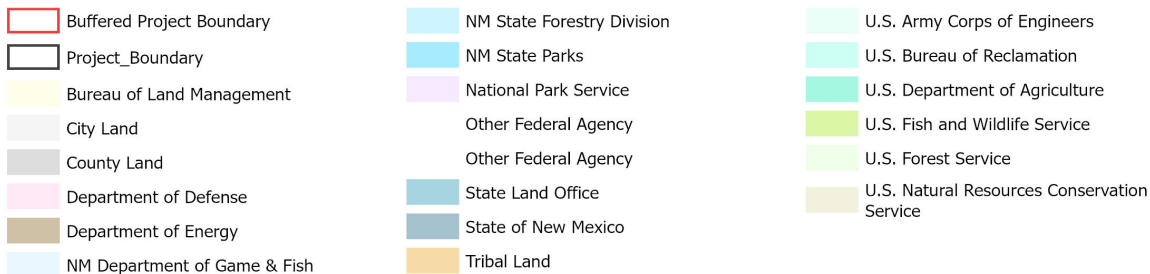 Buffered Project Boundary
Project_Boundary
Bureau of Land Management
City Land
County Land
Department of Defense
Department of Energy
NM Department of Game & Fish
NM State Forestry Division
NM State Parks
National Park Service
Other Federal Agency
Other Federal Agency
State Land Office
State of New Mexico
Tribal Land
U.S. Army Corps of Engineers
U.S. Bureau of Reclamation
U.S. Department of Agriculture
U.S. Fish and Wildlife Service
U.S. Forest Service
U.S. Natural Resources Conservation
Service